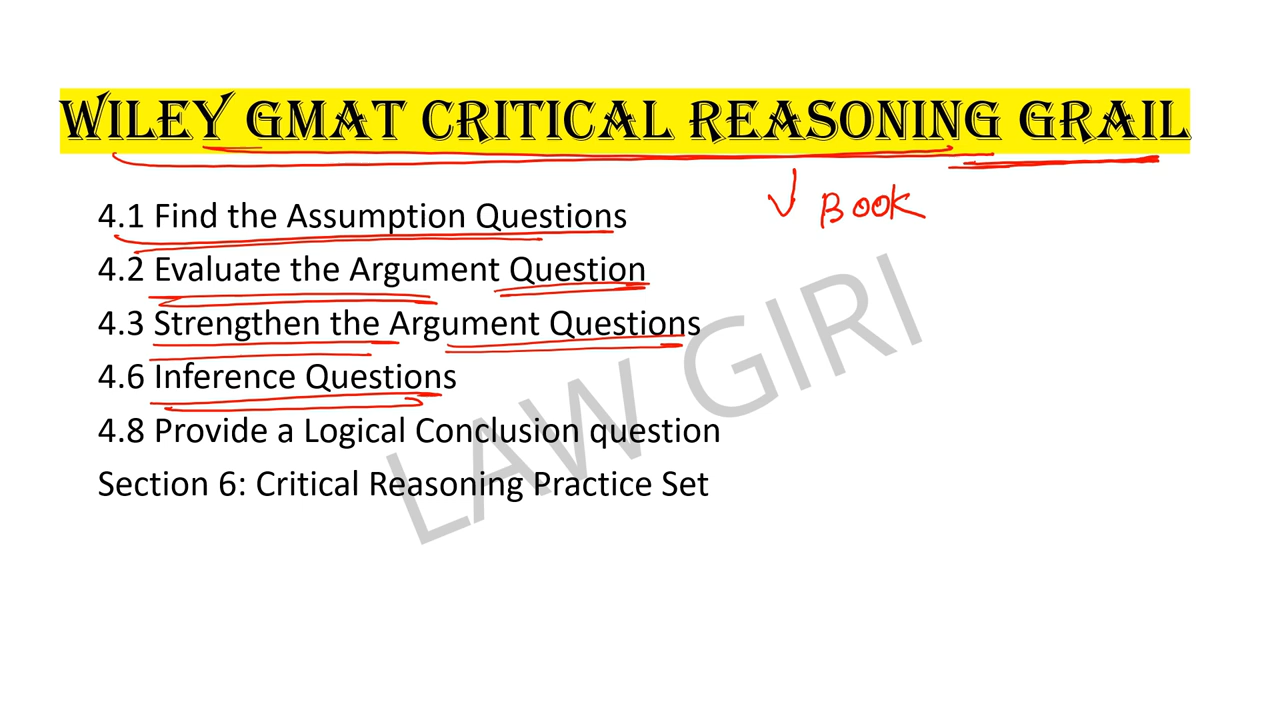 WILEY GMAT CRITICAL REASONING GRAIL
Book
4.1 Find the Assumption Questions
4.2 Evaluate the Argument Question
4.3 Strengthen the Argument Questions
4.6 Inference Questions
4.8 Provide a Logical Conclusion question
Section 6: Critical Reasoning Practice Set
LAW GIRI